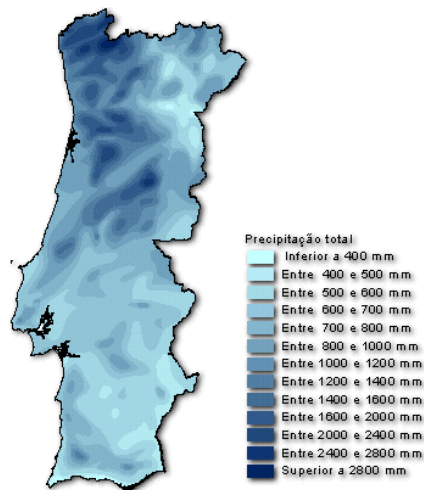 Precipitação total
Inferior a 400 mm
Entre 400 e 500 mm
Entre 500 e 600 mm
Entre 600 e 700 mm
Entre 700 e 800 mm
Entre 800 e 1000 mm
Entre 1000 e 1200 mm
Entre 1200 e 1400 mm
Entre 1400 e 1600 mm
Entre 1600 e 2000 mm
Entre 2000 e 2400 mm
Entre 2400 e 2800 mm
Superior a 2800 mm